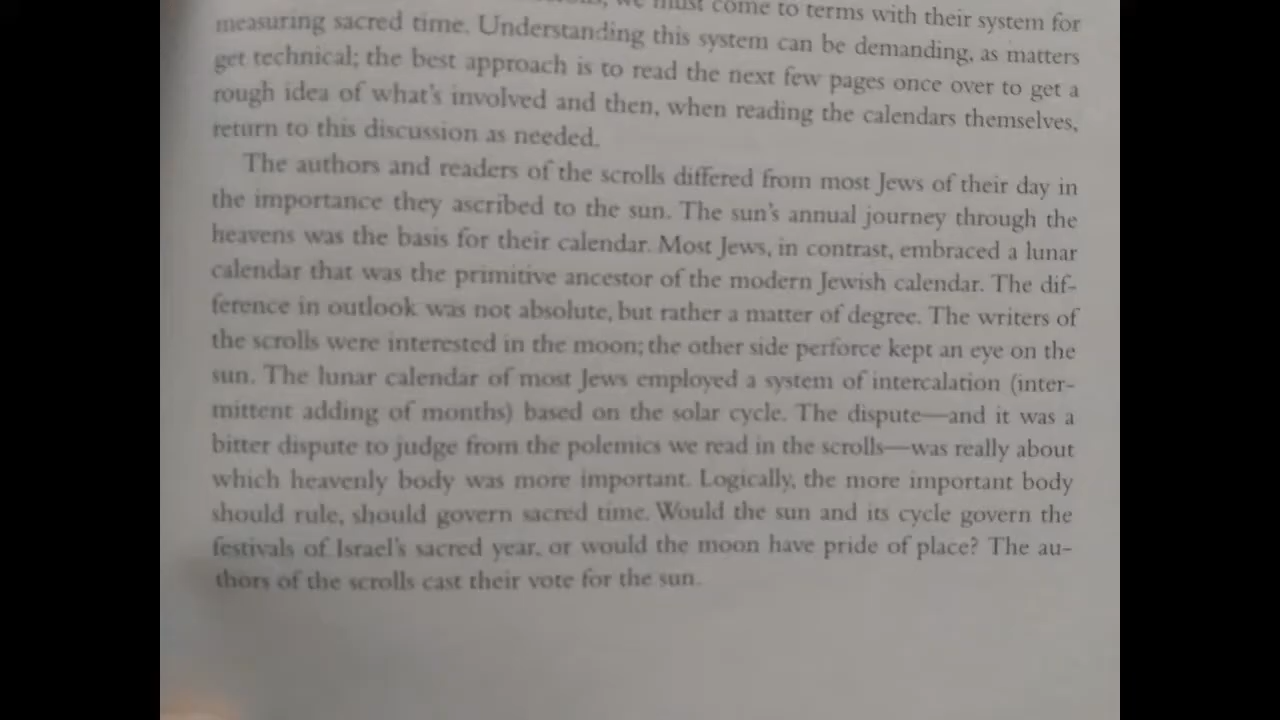 we must come to terms with their system for
measuring sacred time. Understanding this system can be demanding, as matters
get technical; the best approach is to read the next few pages once over to get a
rough idea of what's involved and then, when reading the calendars themselves,
return to this discussion as needed.
The authors and readers of the scrolls differed from most Jews of their day in
the importance they ascribed to the sun. The sun's annual journey through the
heavens was the basis for their calendar. Most Jews, in contrast, embraced a lunar
calendar that was the primitive ancestor of the modern Jewish calendar. The dif-
ference in outlook was not absolute, but rather a matter of degree. The writers of
the scrolls were interested in the moon; the other side perforce kept an eye on the
sun. The lunar calendar of most Jews employed a system of intercalation (inter-
mittent adding of months) based on the solar cycle. The dispute—and it was a
bitter dispute to judge from the polemics we read in the scrolls—was really about
which heavenly body was more important. Logically, the more important body
should rule, should govern sacred time. Would the sun and its cycle govern the
festivals of Israel's sacred year, or would the moon have pride of place? The au-
thors of the scrolls cast their vote for the sun.